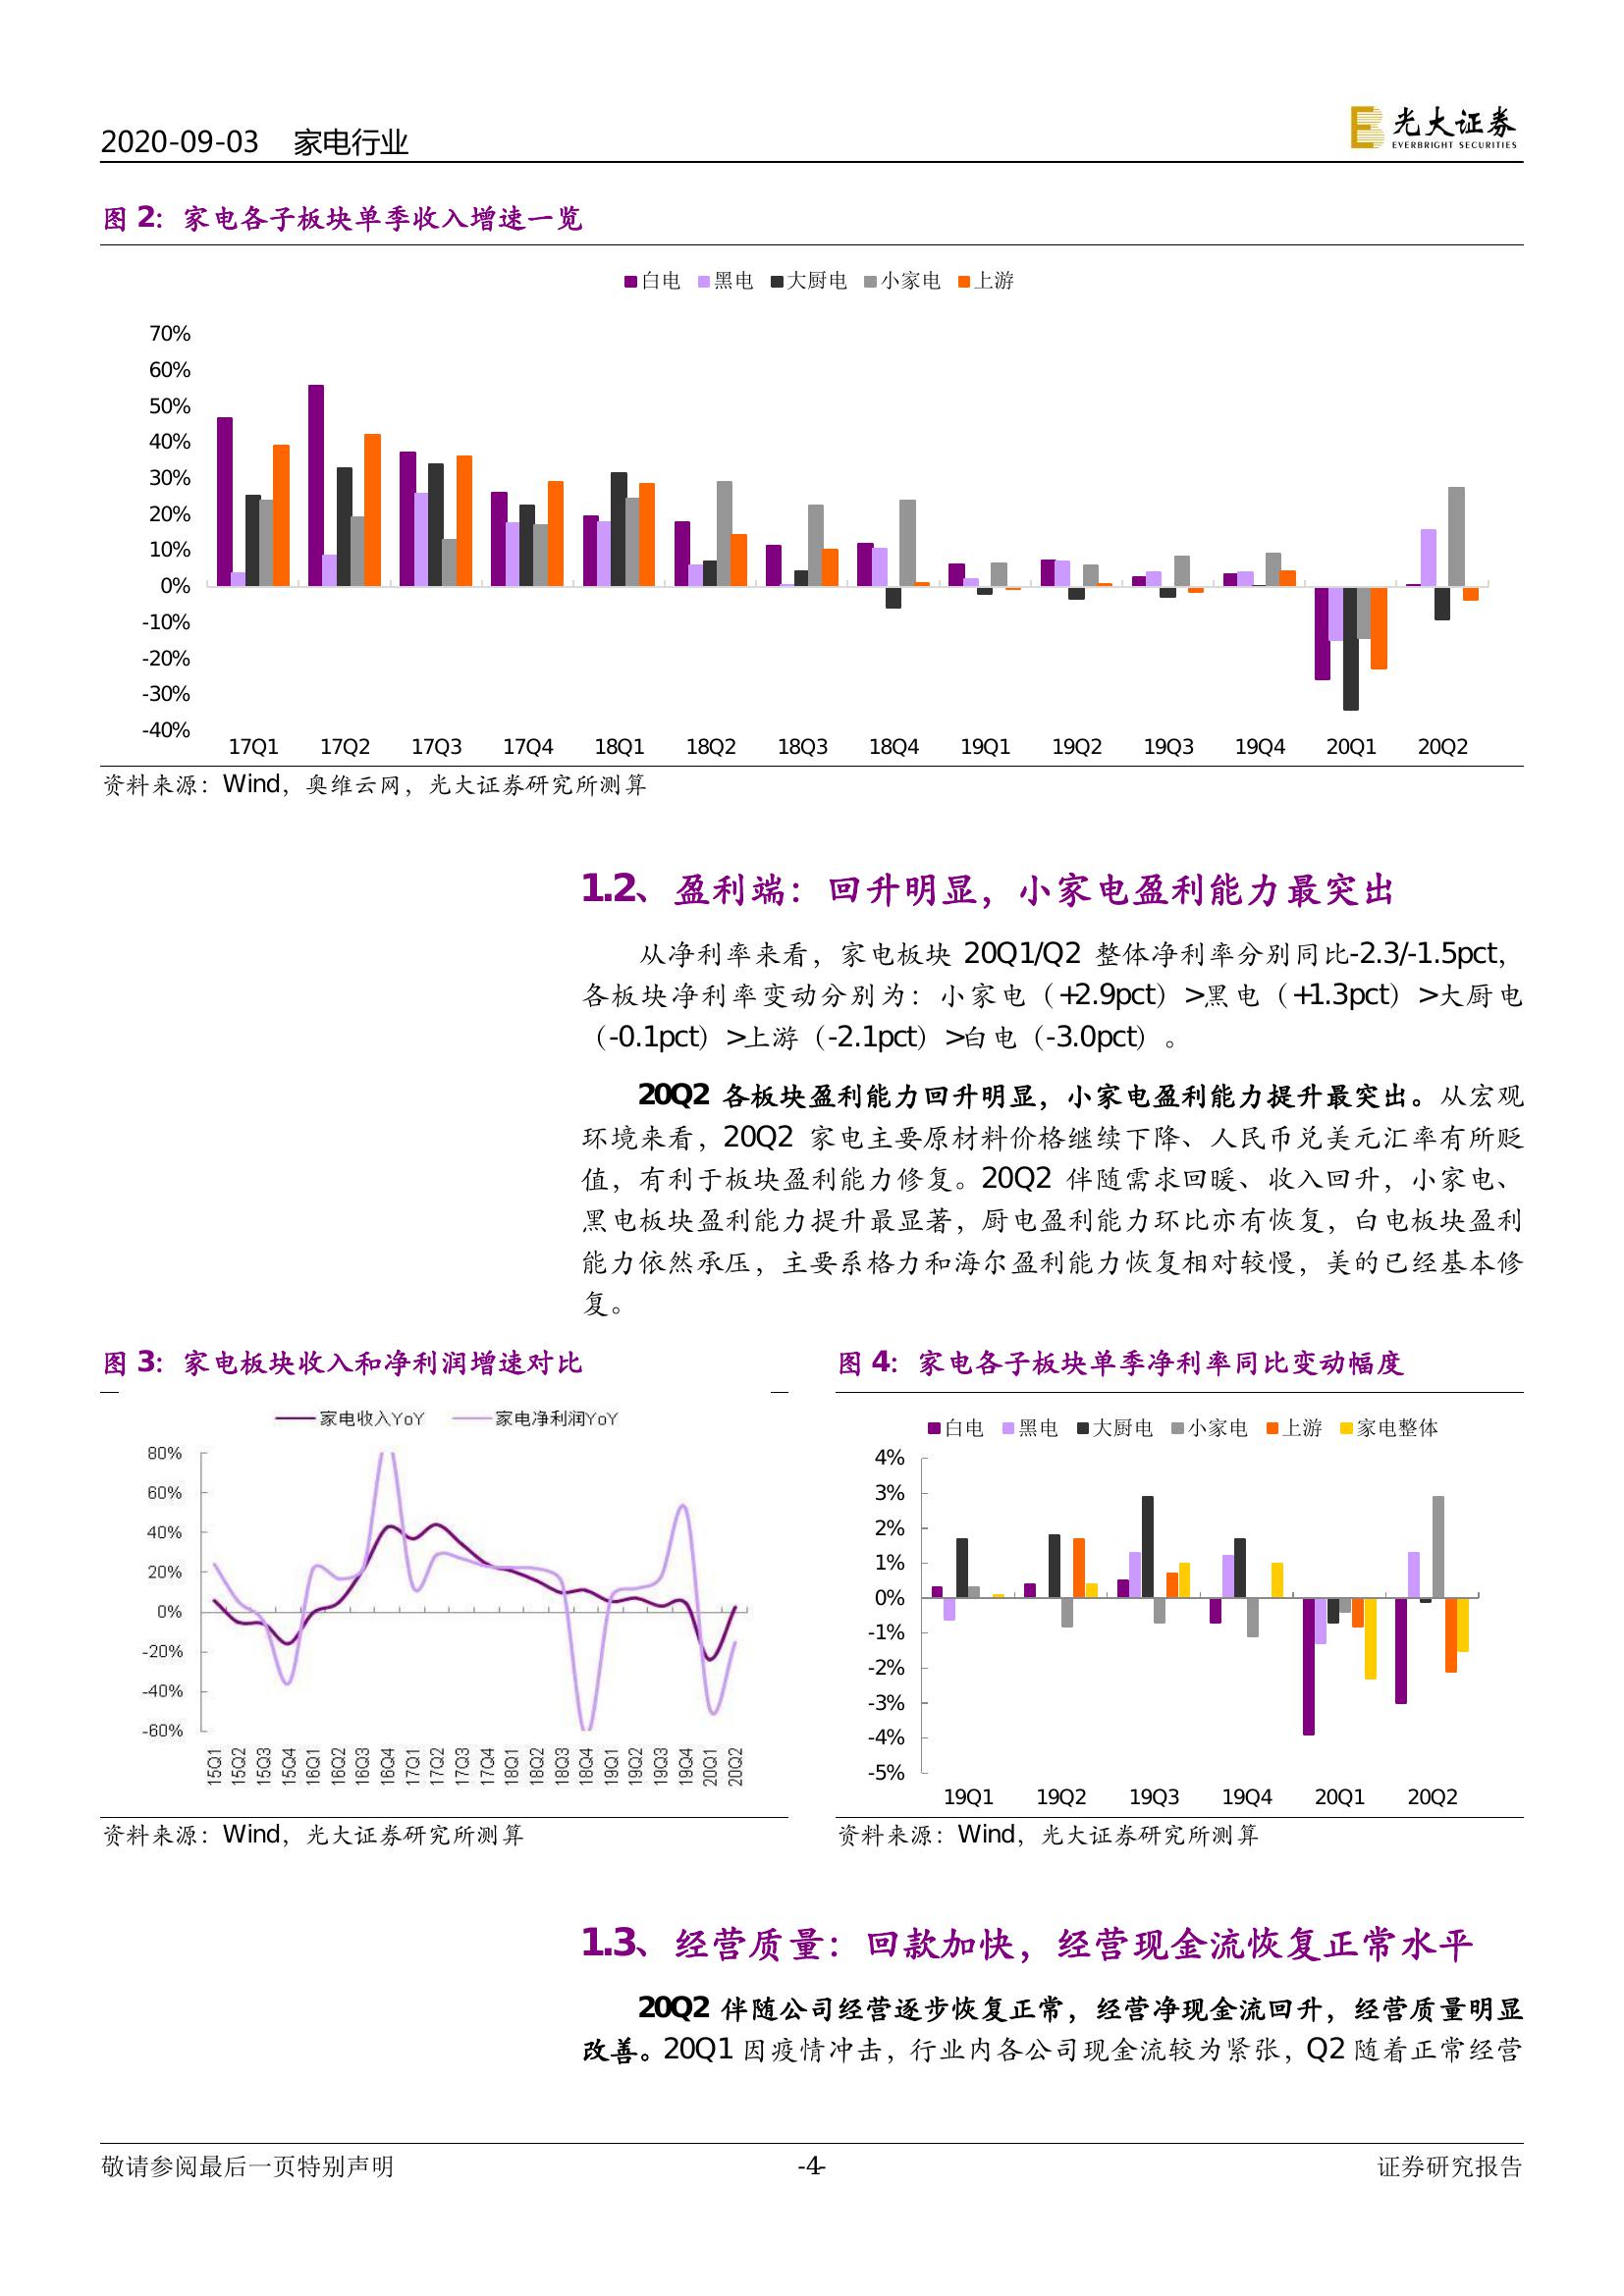 2020-09-03 家电行业
光大证券
EVERBRIGHT SECURITIES
图 2：家电各子板块单季收入增速一览
白电 黑电 大厨电 小家电 上游
70%
60%
50%
40%
30%
20%
10%
0%
-10%
-20%
-30%
-40%
17Q1 17Q2 17Q3 17Q4 18Q1 18Q2 18Q3 18Q4 19Q1 19Q2 19Q3 19Q4 20Q1 20Q2
资料来源：Wind，奥维云网，光大证券研究所测算
1.2、盈利端：回升明显，小家电盈利能力最突出
从净利率来看，家电板块 20Q1/Q2 整体净利率分别同比-2.3/-1.5pct，
各板块净利率变动分别为：小家电（+2.9pct）>黑电（+1.3pct）>大厨电
（-0.1pct）>上游（-2.1pct）>白电（-3.0pct）。
20Q2 各板块盈利能力回升明显，小家电盈利能力提升最突出。从宏观
环境来看，20Q2 家电主要原材料价格继续下降、人民币兑美元汇率有所贬
值，有利于板块盈利能力修复。20Q2 伴随需求回暖、收入回升，小家电、
黑电板块盈利能力提升最显著，厨电盈利能力环比亦有恢复，白电板块盈利
能力依然承压，主要系格力和海尔盈利能力恢复相对较慢，美的已经基本修
复。
图 3：家电板块收入和净利润增速对比
家电收入YoY 家电净利润YoY
80%
60%
40%
20%
0%
-20%
-40%
-60%
15Q1 15Q2 15Q3 15Q4 16Q1 16Q2 16Q3 16Q4 17Q1 17Q2 17Q3 17Q4 18Q1 18Q2 18Q3 18Q4 19Q1 19Q2 19Q3 19Q4 20Q1 20Q2
资料来源：Wind，光大证券研究所测算
图 4：家电各子板块单季净利率同比变动幅度
白电 黑电 大厨电 小家电 上游 家电整体
4%
3%
2%
1%
0%
-1%
-2%
-3%
-4%
-5%
19Q1 19Q2 19Q3 19Q4 20Q1 20Q2
资料来源：Wind，光大证券研究所测算
1.3、经营质量：回款加快，经营现金流恢复正常水平
20Q2 伴随公司经营逐步恢复正常，经营净现金流回升，经营质量明显
改善。20Q1 因疫情冲击，行业内各公司现金流较为紧张，Q2 随着正常经营
敬请参阅最后一页特别声明 -4- 证券研究报告